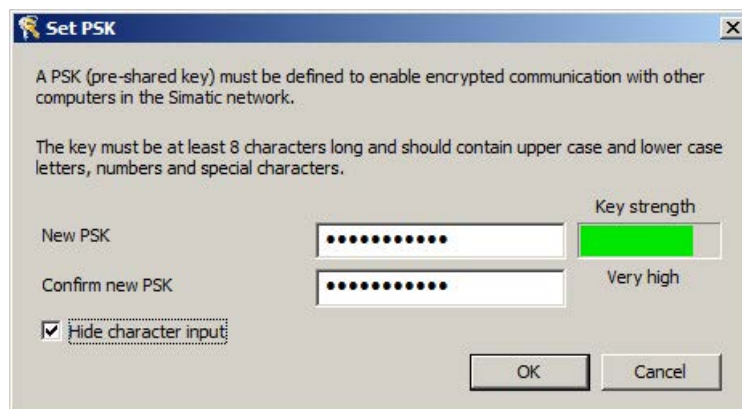 Set PSK
A PSK (pre-shared key) must be defined to enable encrypted communication with other
computers in the Simatic network.
The key must be at least 8 characters long and should contain upper case and lower case
letters, numbers and special characters.
Key strength
New PSK •••••••••••
Confirm new PSK •••••••••••
Very high
Hide character input
OK Cancel